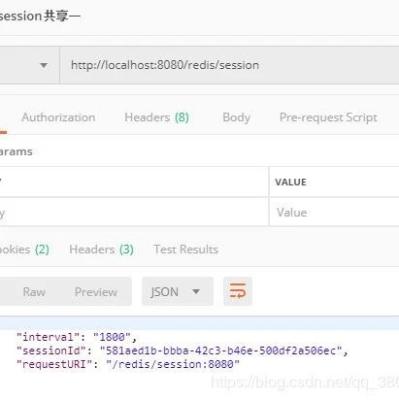 session共享一
http://localhost:8080/redis/session
Authorization Headers (8) Body Pre-request Script
arams
Y VALUE
y Value
ookies (2) Headers (3) Test Results
Raw Preview JSON
"interval": "1800",
"sessionId": "581aed1b-bbba-42c3-b46e-500df2a506ec",
"requestURI": "/redis/session:8080"
https://blog.csdn.net/qq_389